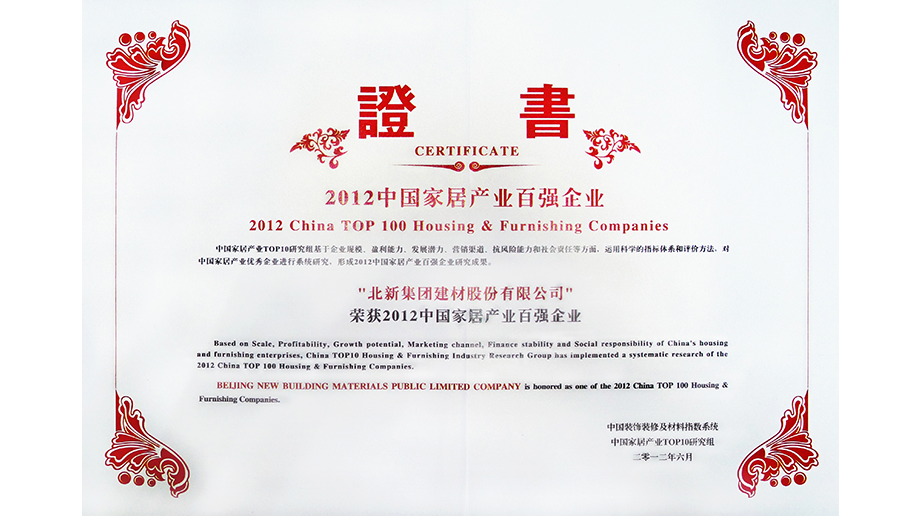 證 書
CERTIFICATE
2012中国家居产业百强企业
2012 China TOP 100 Housing & Furnishing Companies
中国家居产业TOP10研究组基于企业规模、盈利能力、发展潜力、营销渠道、抗风险能力和社会责任等方面，运用科学的指标体系和评价方法，对
中国家居产业优秀企业进行系统研究，形成2012中国家居产业百强企业研究成果。
"北新集团建材股份有限公司"
荣获2012中国家居产业百强企业
Based on Scale, Profitability, Growth potential, Marketing channel, Finance stability and Social responsibility of China's housing
and furnishing enterprises, China TOP10 Housing & Furnishing Industry Research Group has implemented a systematic research of the
2012 China TOP 100 Housing & Furnishing Companies.
BEIJING NEW BUILDING MATERIALS PUBLIC LIMITED COMPANY is honored as one of the 2012 China TOP 100 Housing &
Furnishing Companies.
中国装饰装修及材料指数系统
中国家居产业TOP10研究组
二零一二年六月